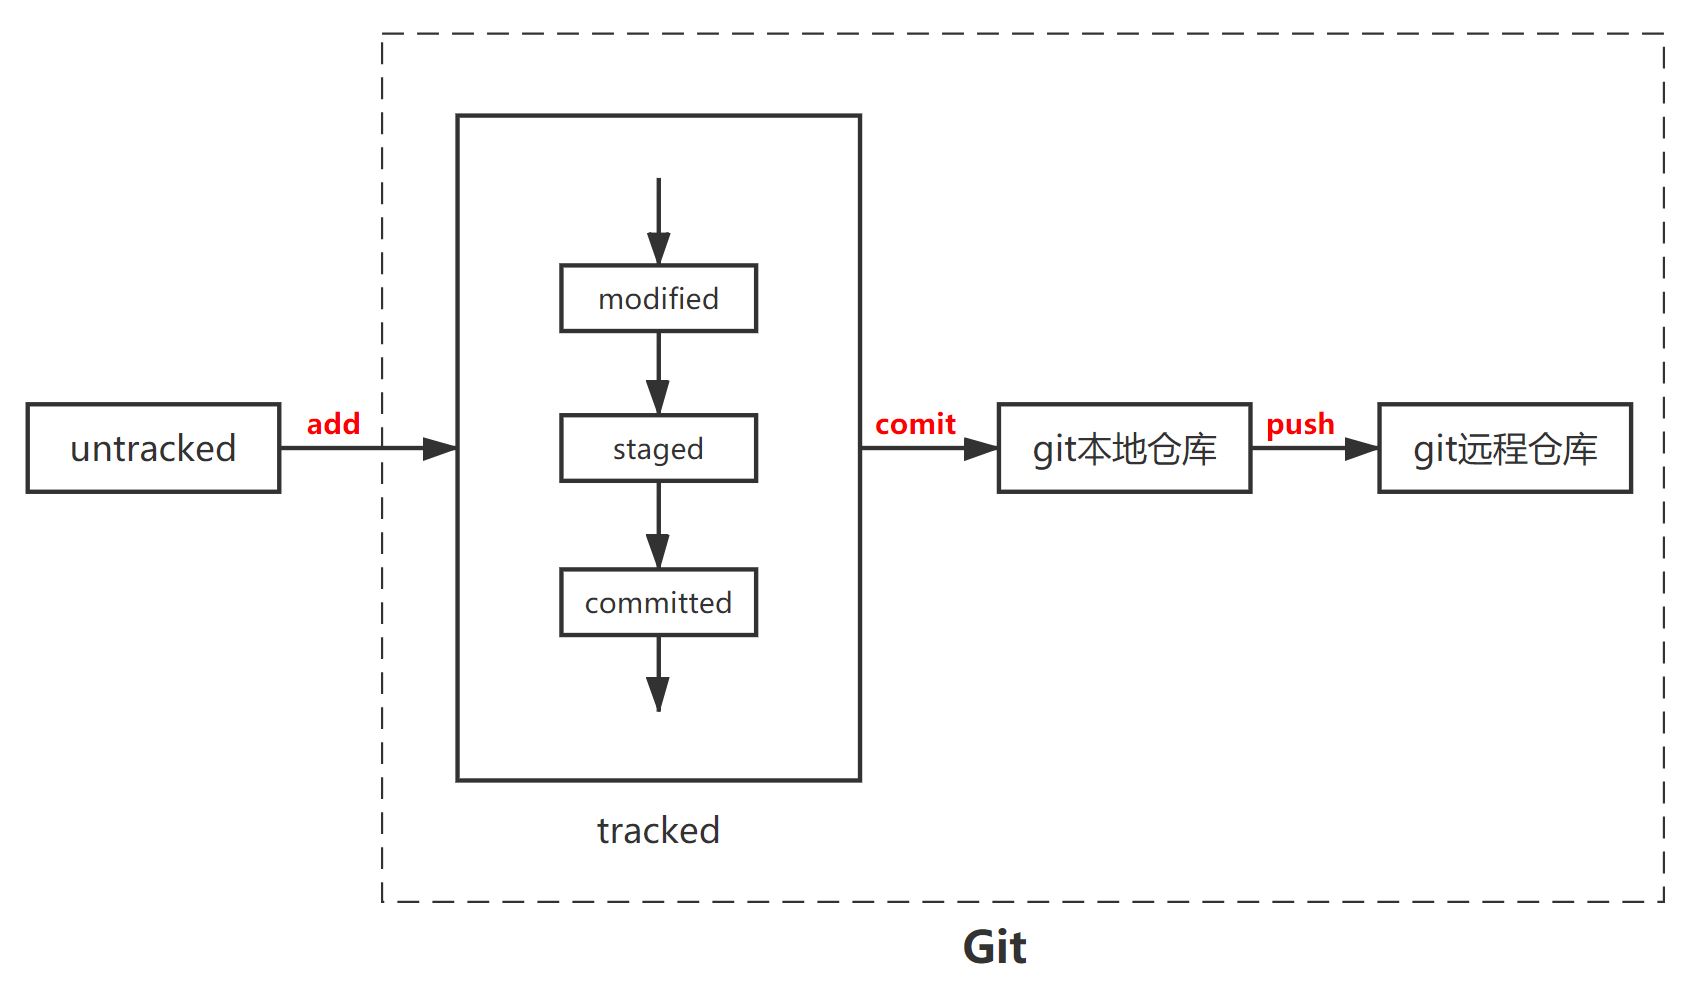 modified
untracked
add
staged
comit
git本地仓库
push
git远程仓库
committed
tracked
Git